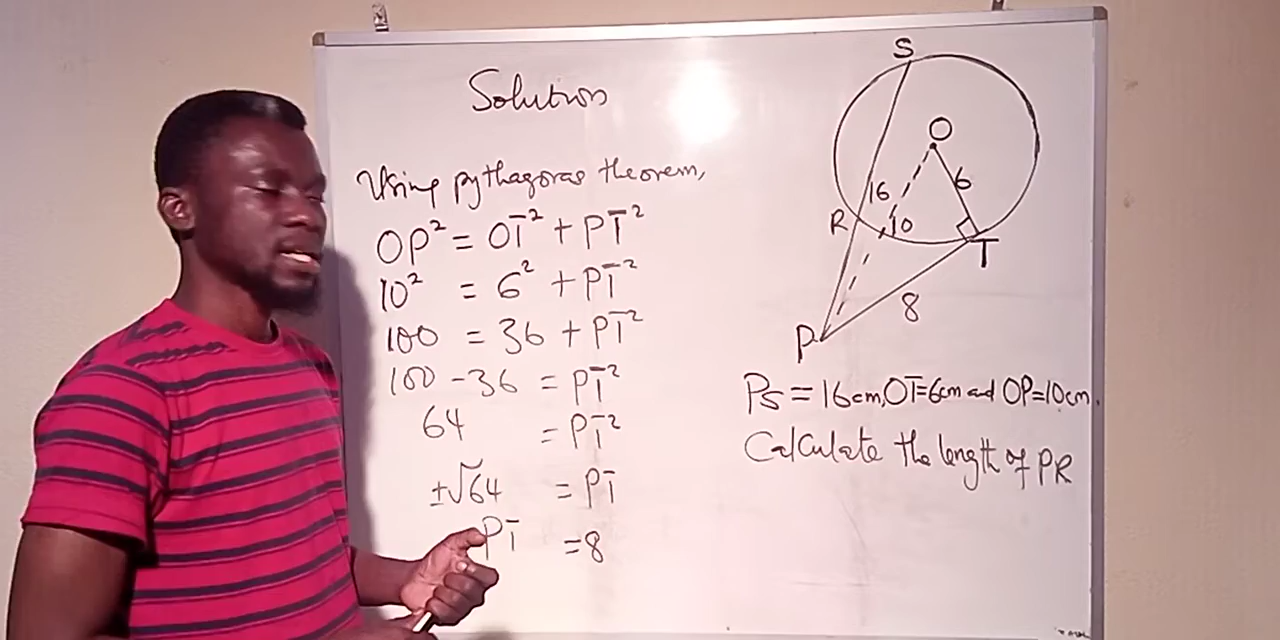 Solution
Using pythagoras theorem,
OP² = OT² + PT²
10² = 6² + PT²
100 = 36 + PT²
100 - 36 = PT²
64 = PT²
±√64 = PT
PT = 8
S
O
16
6
R
10
T
8
P
PS = 16cm, OT=6cm and OP=10cm.
Calculate the length of PR